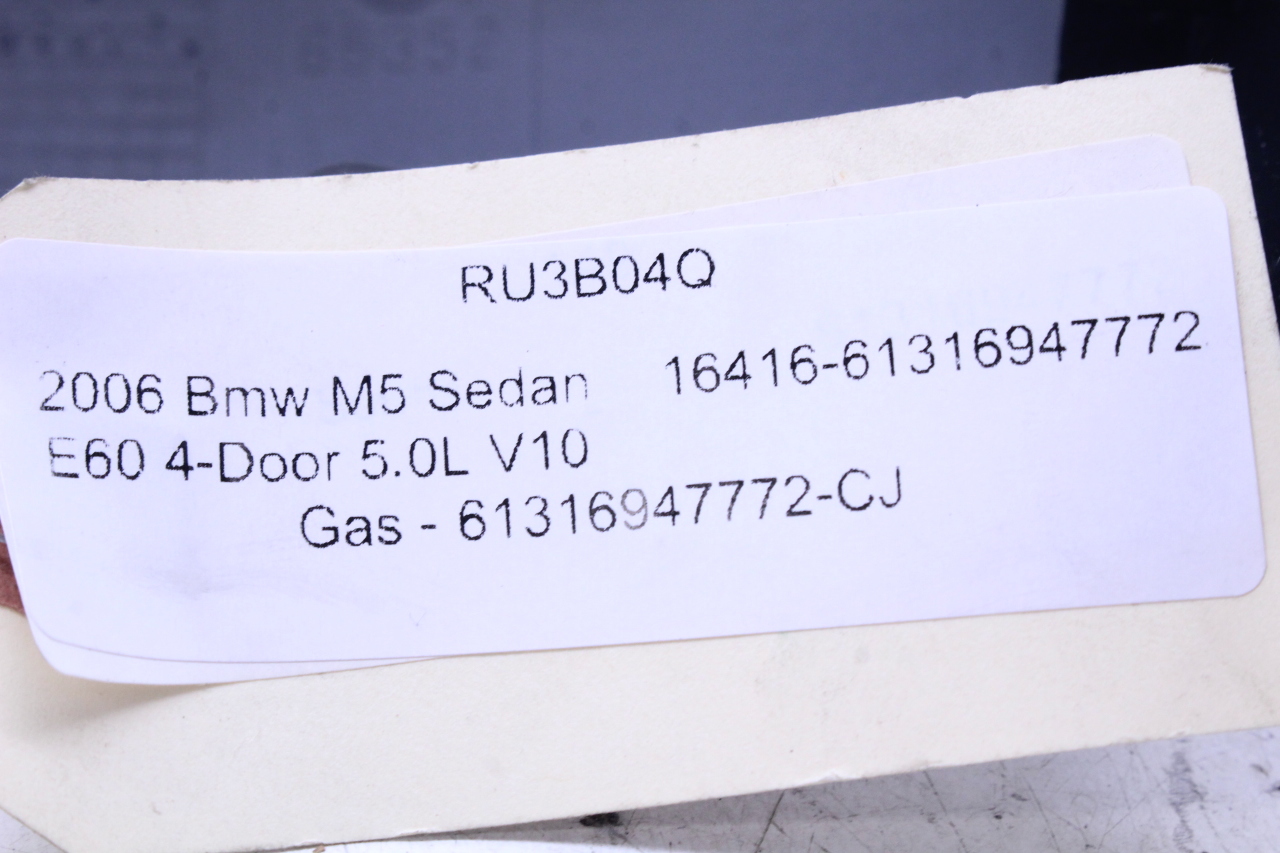 RU3B04Q
2006 Bmw M5 Sedan 16416-61316947772
E60 4-Door 5.0L V10
Gas - 61316947772-CJ